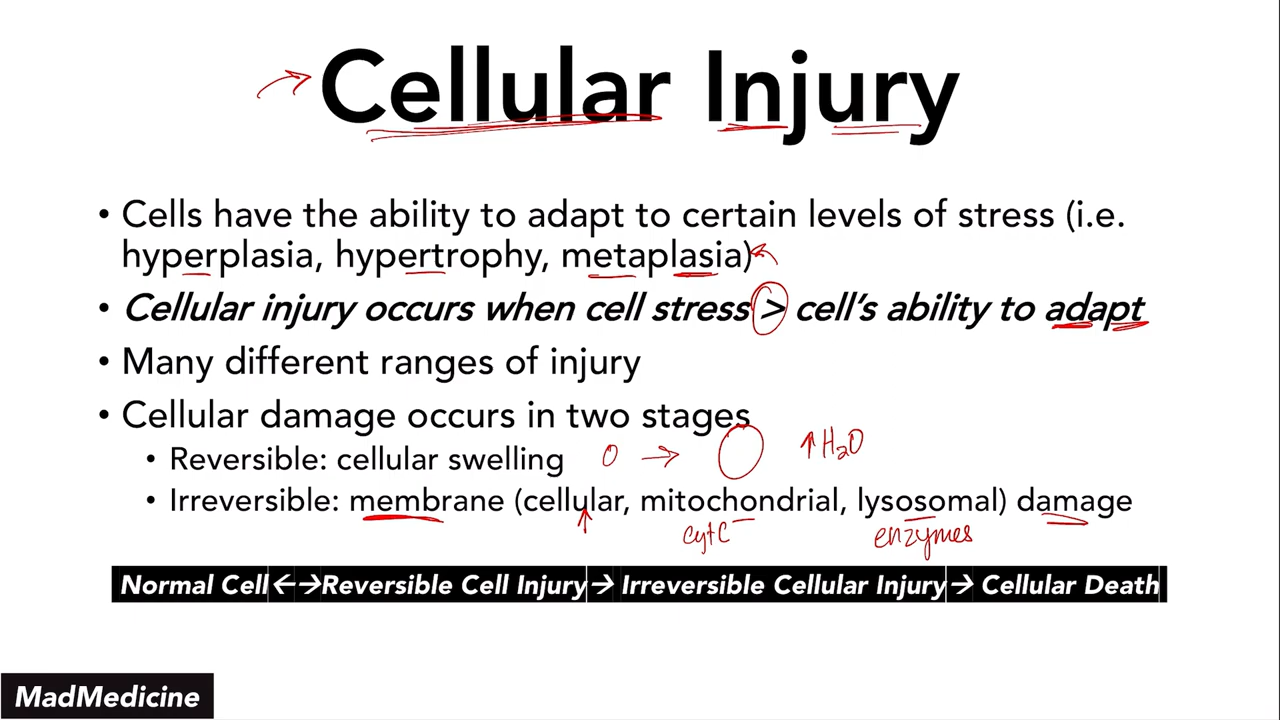 Cellular Injury
• Cells have the ability to adapt to certain levels of stress (i.e.
hyperplasia, hypertrophy, metaplasia)
• Cellular injury occurs when cell stress > cell's ability to adapt
• Many different ranges of injury
• Cellular damage occurs in two stages
• Reversible: cellular swelling ↑H₂O
• Irreversible: membrane (cellular, mitochondrial, lysosomal) damage
cyt C enzymes
Normal Cell←→Reversible Cell Injury→ Irreversible Cellular Injury→ Cellular Death
MadMedicine